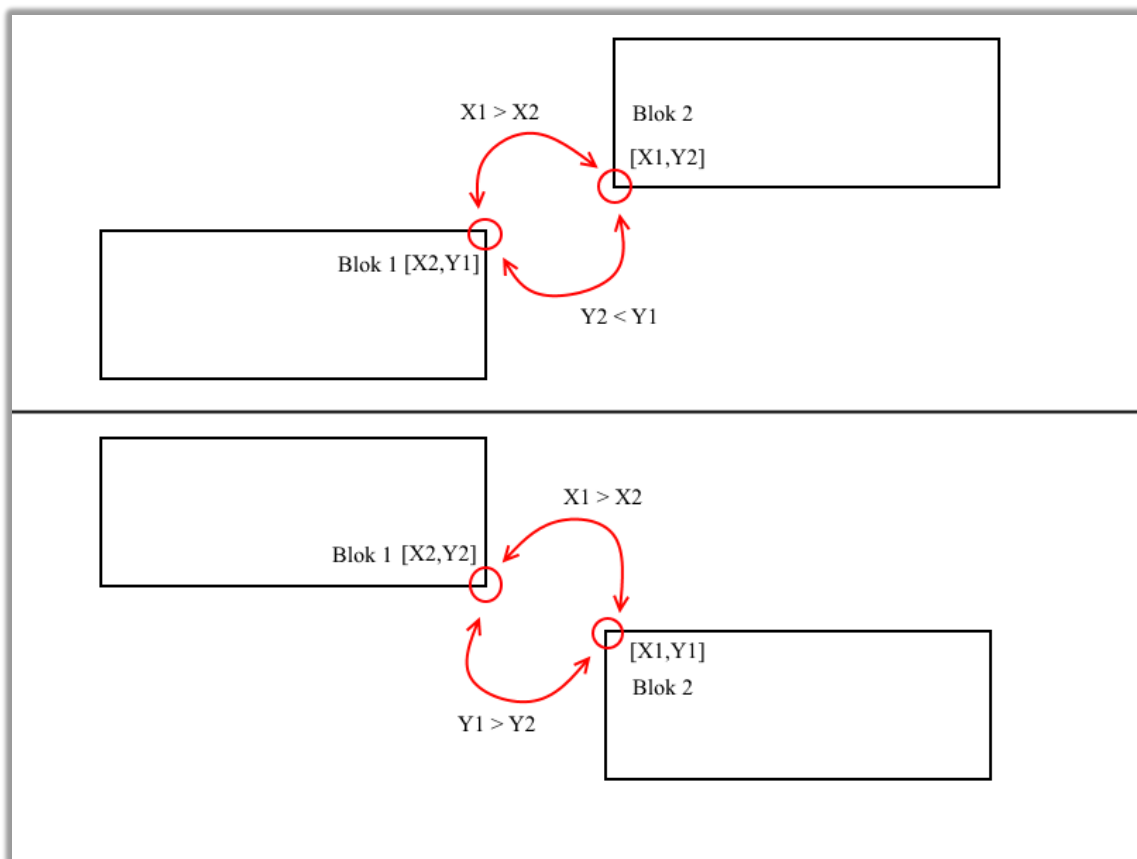 X1 > X2
Blok 2
[X1,Y2]
Blok 1 [X2,Y1]
Y2 < Y1
X1 > X2
Blok 1 [X2,Y2]
[X1,Y1]
Blok 2
Y1 > Y2